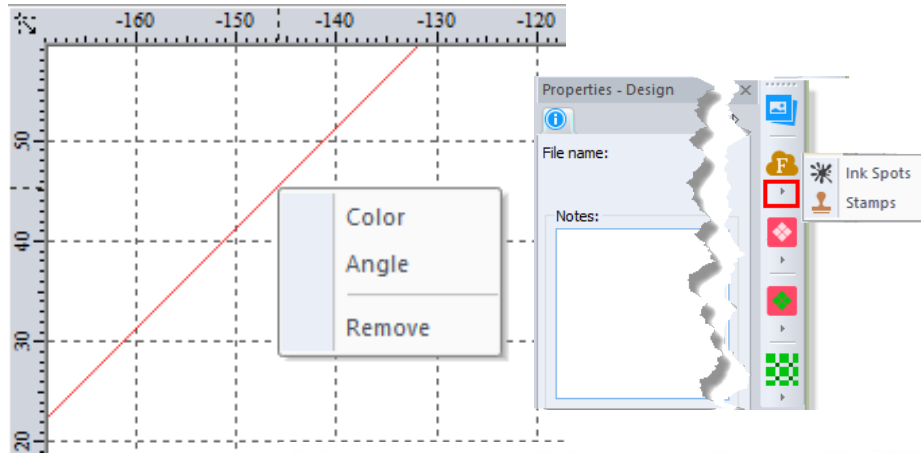 -160 -150 -140 -130 -120
50
40
30
20
Color
Angle
Remove
Properties - Design
File name:
Notes:
F
Ink Spots
Stamps